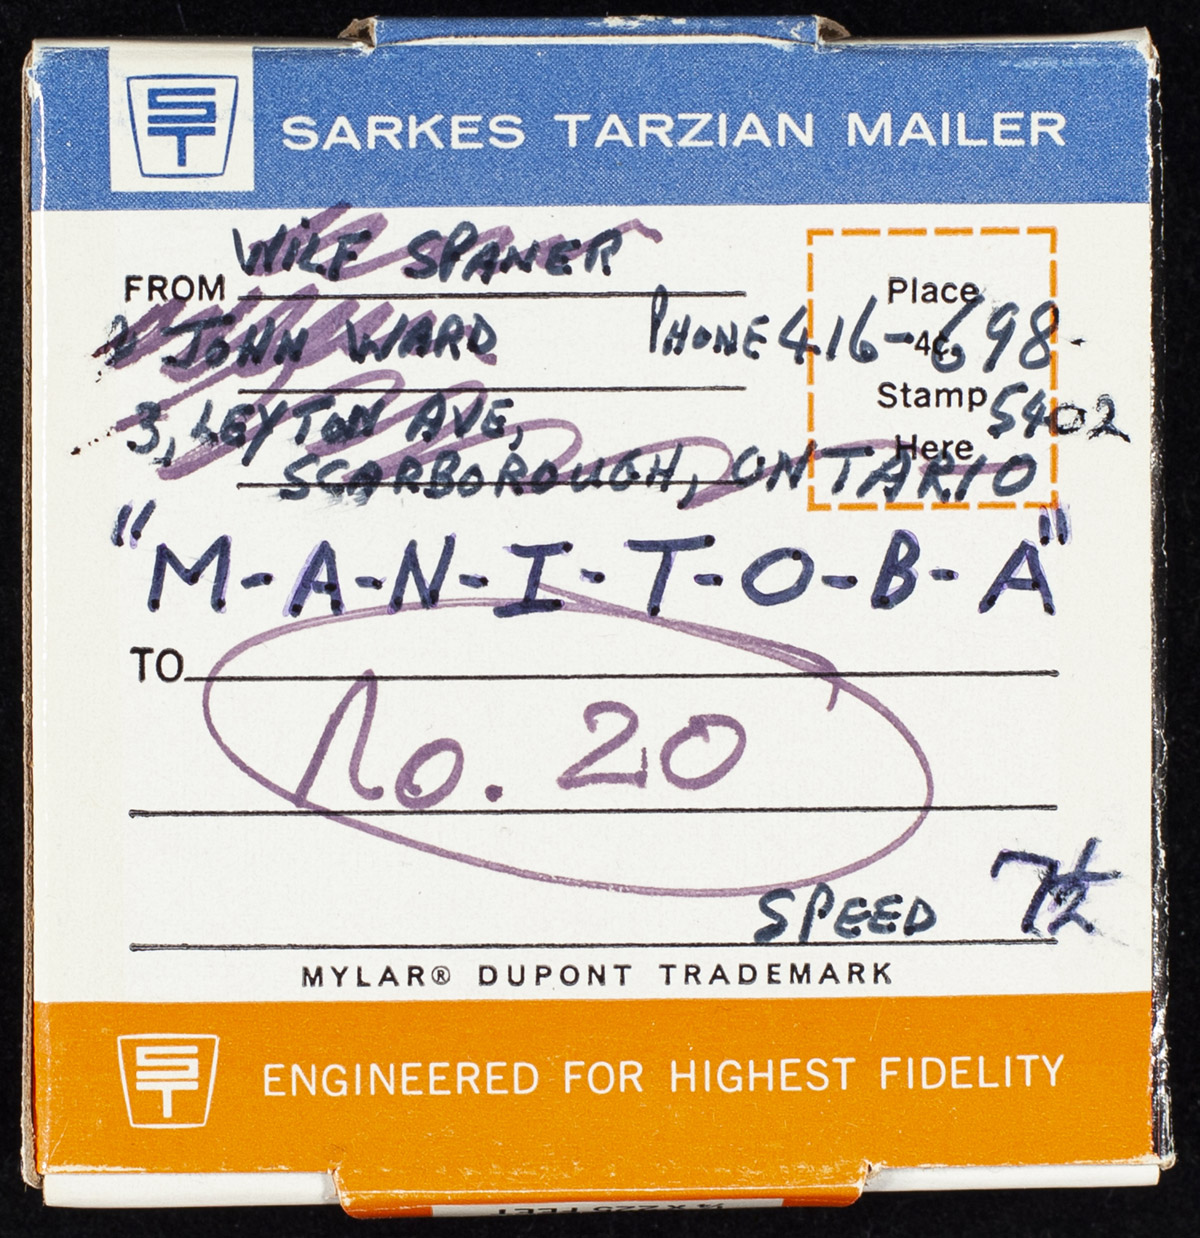 ST SARKES TARZIAN MAILER
WILF SPANER
FROM
Place
& JOHN WARD
PHONE 416-698-
4c
Stamp
5402
3, LEYTON AVE,
Here
SCARBOROUGH, ONTARIO
"M-A-N-I-T-O-B-A"
TO
No. 20
SPEED 7½
MYLAR® DUPONT TRADEMARK
ST ENGINEERED FOR HIGHEST FIDELITY